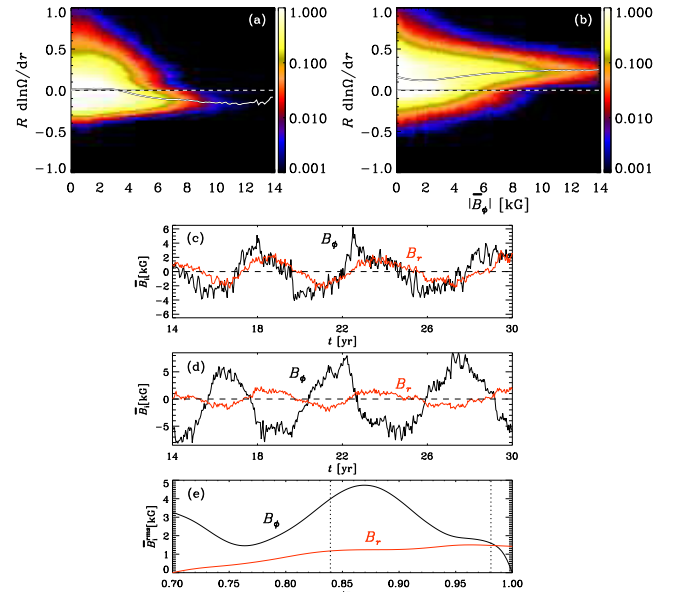 1.0
0.5
0.0
−0.5
−1.0
R dlnΩ/dr
(a)
0 2 4 6 8 10 12 14
1.000
0.100
0.010
0.001
1.0
0.5
0.0
−0.5
−1.0
R dlnΩ/dr
(b)
0 2 4 6 8 10 12 14
|B̅ϕ| [kG]
1.000
0.100
0.010
0.001
(c)
Bϕ
Br
B̅i[kG]
6
4
2
0
−2
−4
−6
14 18 22 26 30
t [yr]
(d)
Bϕ
Br
B̅i[kG]
5
0
−5
14 18 22 26 30
t [yr]
(e)
Bϕ
Br
B̅i rms[kG]
5
4
3
2
1
0
0.70 0.75 0.80 0.85 0.90 0.95 1.00